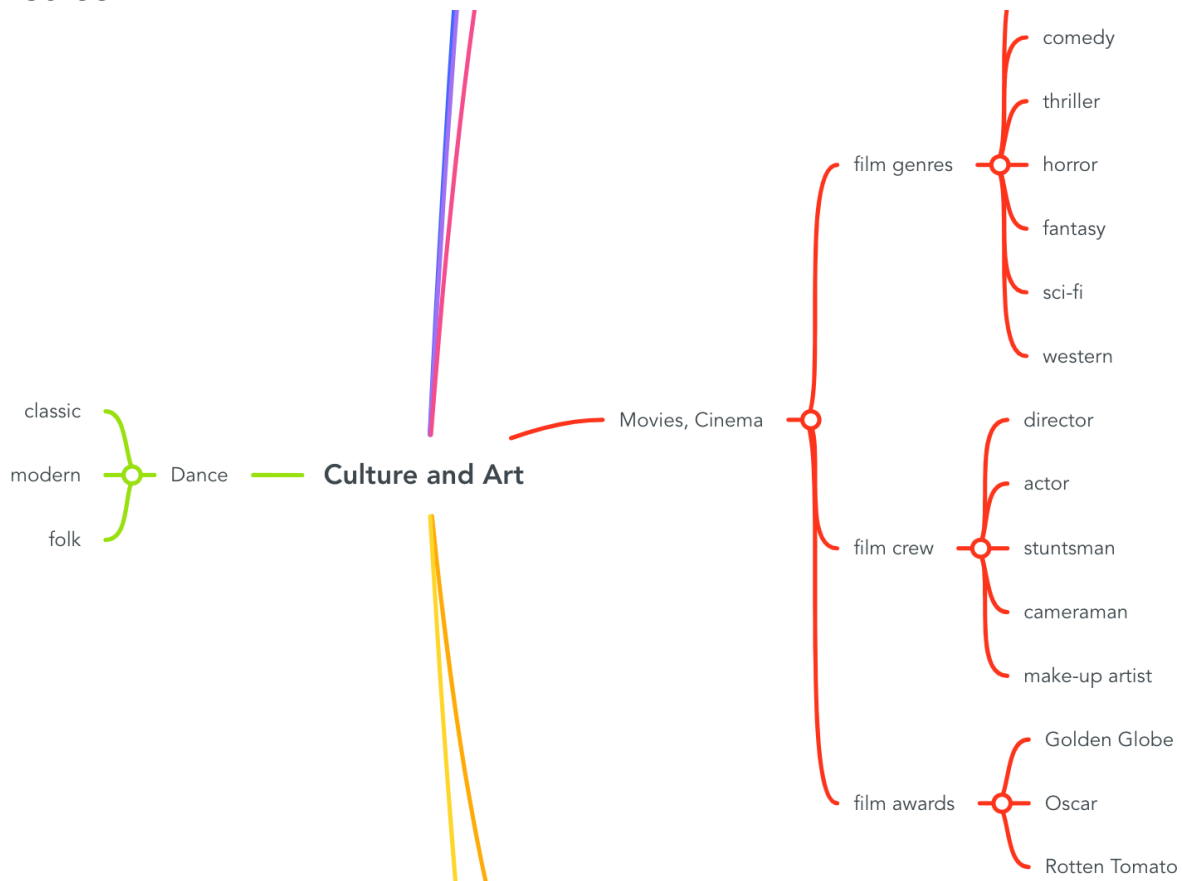 comedy
thriller
film genres
horror
fantasy
sci-fi
western
classic
modern
folk
Dance
Culture and Art
Movies, Cinema
director
actor
film crew
stuntsman
cameraman
make-up artist
Golden Globe
film awards
Oscar
Rotten Tomato